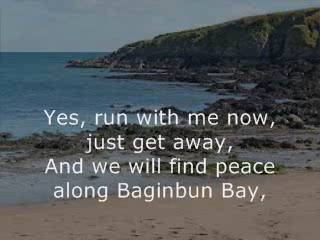 Yes, run with me now,
just get away,
And we will find peace
along Baginbun Bay,